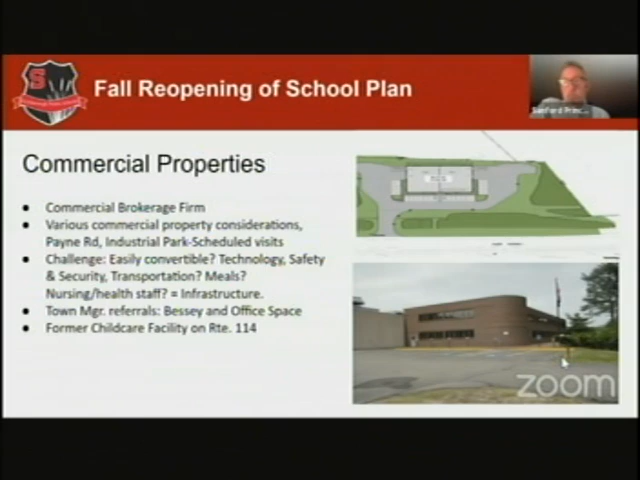 S
Fall Reopening of School Plan
Commercial Properties
Commercial Brokerage Firm
Various commercial property considerations,
Payne Rd, Industrial Park-Scheduled visits
Challenge: Easily convertible? Technology, Safety
& Security, Transportation? Meals?
Nursing/health staff? = Infrastructure.
Town Mgr. referrals: Bessey and Office Space
Former Childcare Facility on Rte. 114
zoom